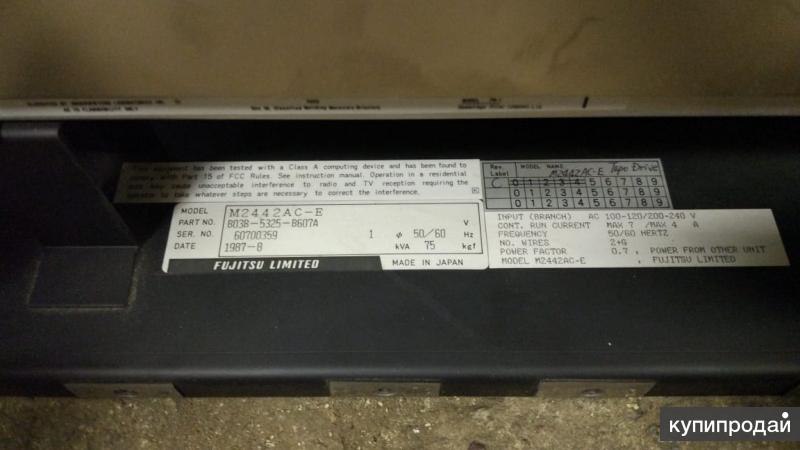 This equipment has been tested with a Class A computing device and has been found to
comply with Part 15 of FCC Rules. See instruction manual. Operation in a residential
may cause unacceptable interference to radio and TV reception requiring the
operator to take whatever steps are necessary to correct the interference.
Rev. Label MODEL NAME M2442AC-E Tape Drive
C 0 1 2 3 4 5 6 7 8 9
0 1 2 3 4 5 6 7 8 9
0 1 2 3 4 5 6 7 8 9
MODEL M2442AC-E
PART NO. B03B-5325-B607A V
SER. NO. 60700359 1 φ 50/60 Hz
DATE 1987-8 kVA 75 kgf
FUJITSU LIMITED MADE IN JAPAN
INPUT (BRANCH) AC 100-120/200-240 V
CONT. RUN CURRENT MAX 7 /MAX 4 A
FREQUENCY 50/60 HERTZ
NO. WIRES 2+G
POWER FACTOR 0.7, POWER FROM OTHER UNIT
MODEL M2442AC-E , FUJITSU LIMITED
купипродай